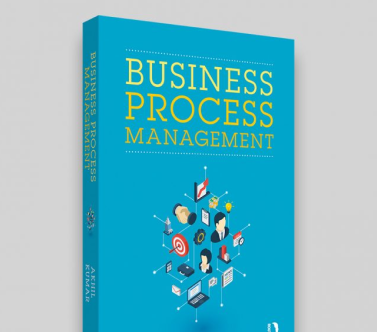 BUSINESS
PROCESS
MANAGEMENT
BUSINESS PROCESS
MANAGEMENT
AKHIL
KUMAR